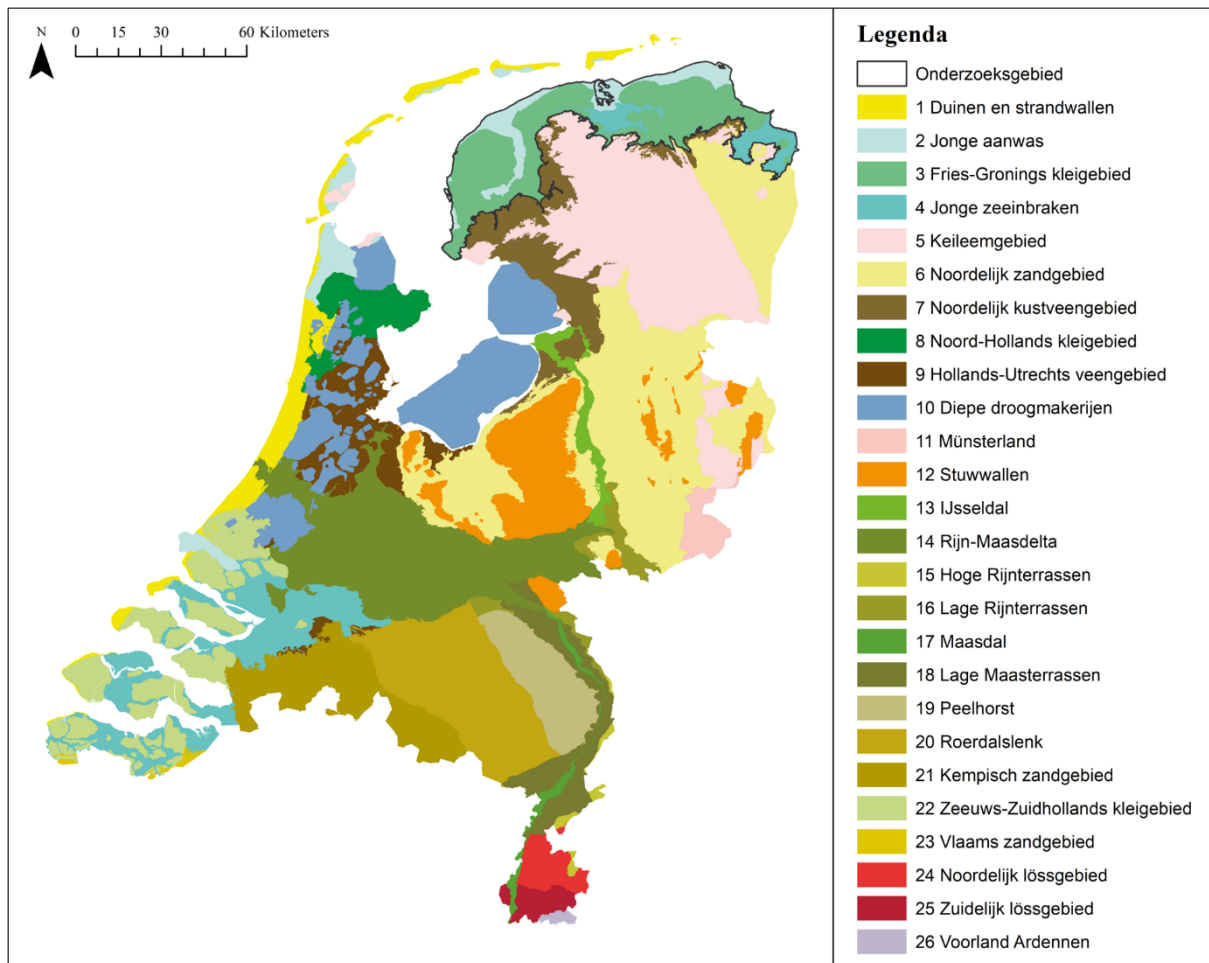 N
0 15 30 60 Kilometers
Legenda
Onderzoeksgebied
1 Duinen en strandwallen
2 Jonge aanwas
3 Fries-Gronings kleigebied
4 Jonge zeeinbraken
5 Keileemgebied
6 Noordelijk zandgebied
7 Noordelijk kustveengebied
8 Noord-Hollands kleigebied
9 Hollands-Utrechts veengebied
10 Diepe droogmakerijen
11 Münsterland
12 Stuwwallen
13 IJsseldal
14 Rijn-Maasdelta
15 Hoge Rijnterrassen
16 Lage Rijnterrassen
17 Maasdal
18 Lage Maasterrassen
19 Peelhorst
20 Roerdalslenk
21 Kempisch zandgebied
22 Zeeuws-Zuidhollands kleigebied
23 Vlaams zandgebied
24 Noordelijk lössgebied
25 Zuidelijk lössgebied
26 Voorland Ardennen